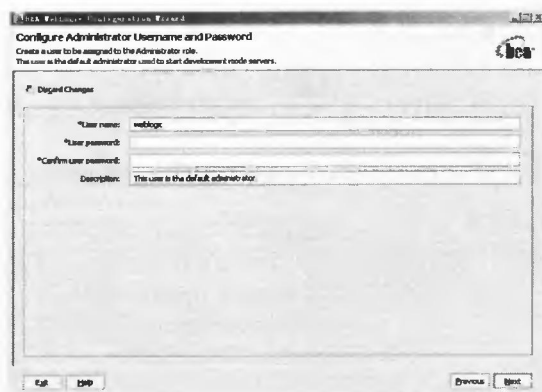 BEA WebLogic Configuration Wizard
Configure Administrator Username and Password
Create a user to be assigned to the Administrator role.
This user is the default administrator used to start development mode servers.
bea
Discard Changes
*User name: weblogic
*User password:
*Confirm user password:
Description: This user is the default administrator.
Exit Help Previous Next